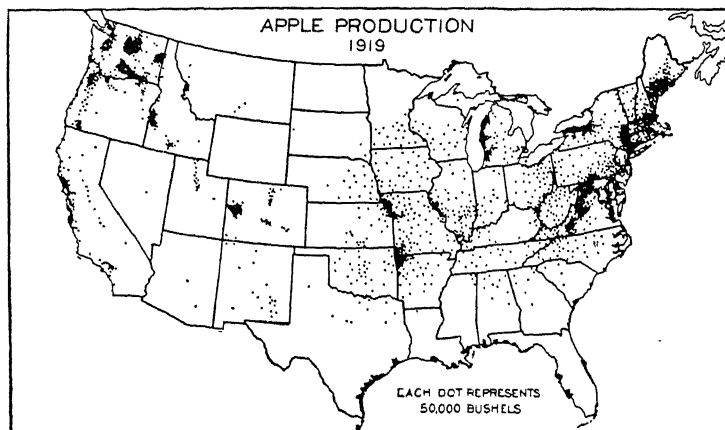 APPLE PRODUCTION
1919
EACH DOT REPRESENTS
50,000 BUSHELS